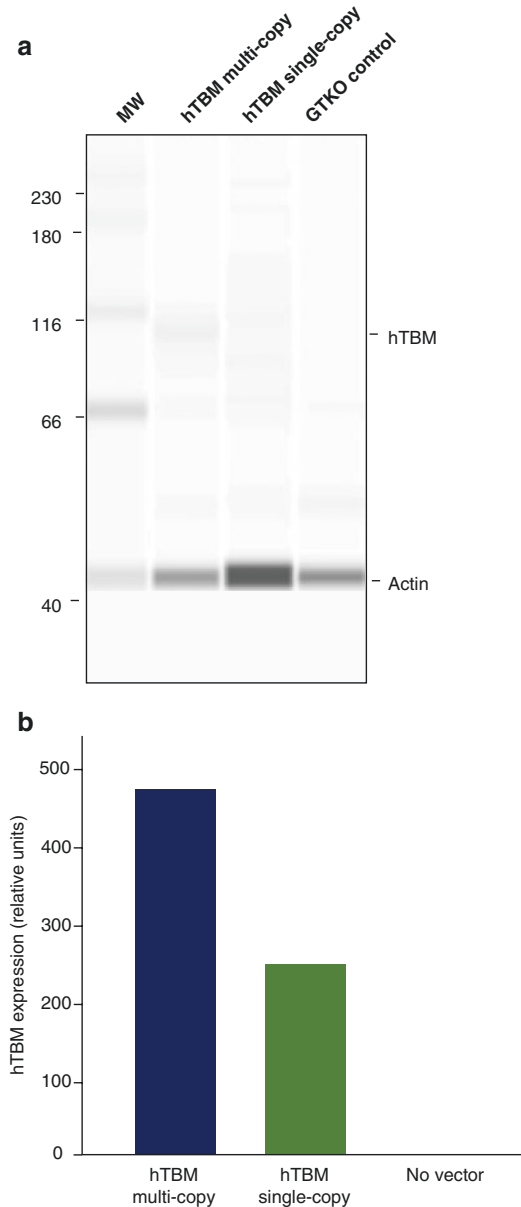 a
MW
hTBM multi-copy
hTBM single-copy
GTKO control
230
180
116
hTBM
66
Actin
40
b
hTBM expression (relative units)
500
400
300
200
100
0
hTBM
multi-copy
hTBM
single-copy
No vector